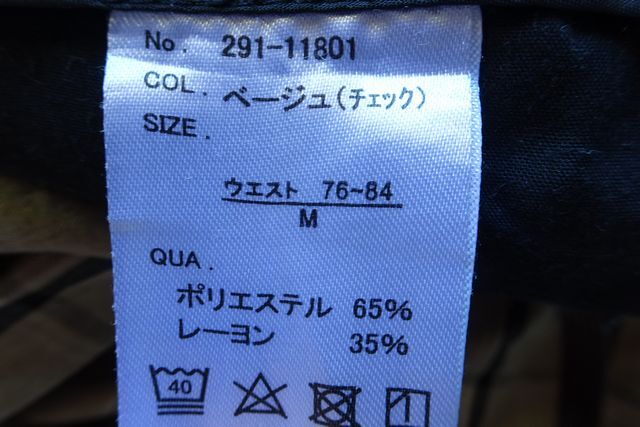 No. 291-11801
COL. ベージュ(チェック)
SIZE.
ウエスト 76~84
M
QUA.
ポリエステル 65%
レーヨン 35%
40